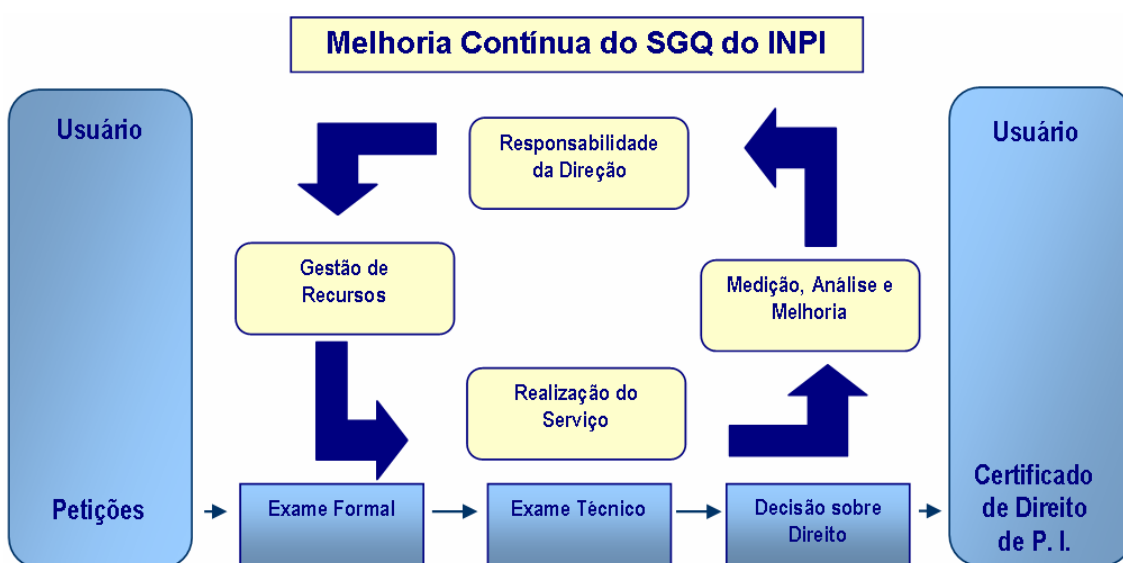 Melhoria Contínua do SGQ do INPI
Usuário
Petições
Responsabilidade
da Direção
Gestão de
Recursos
Medição, Análise e
Melhoria
Realização do
Serviço
Exame Formal
Exame Técnico
Decisão sobre
Direito
Usuário
Certificado
de Direito
de P. I.